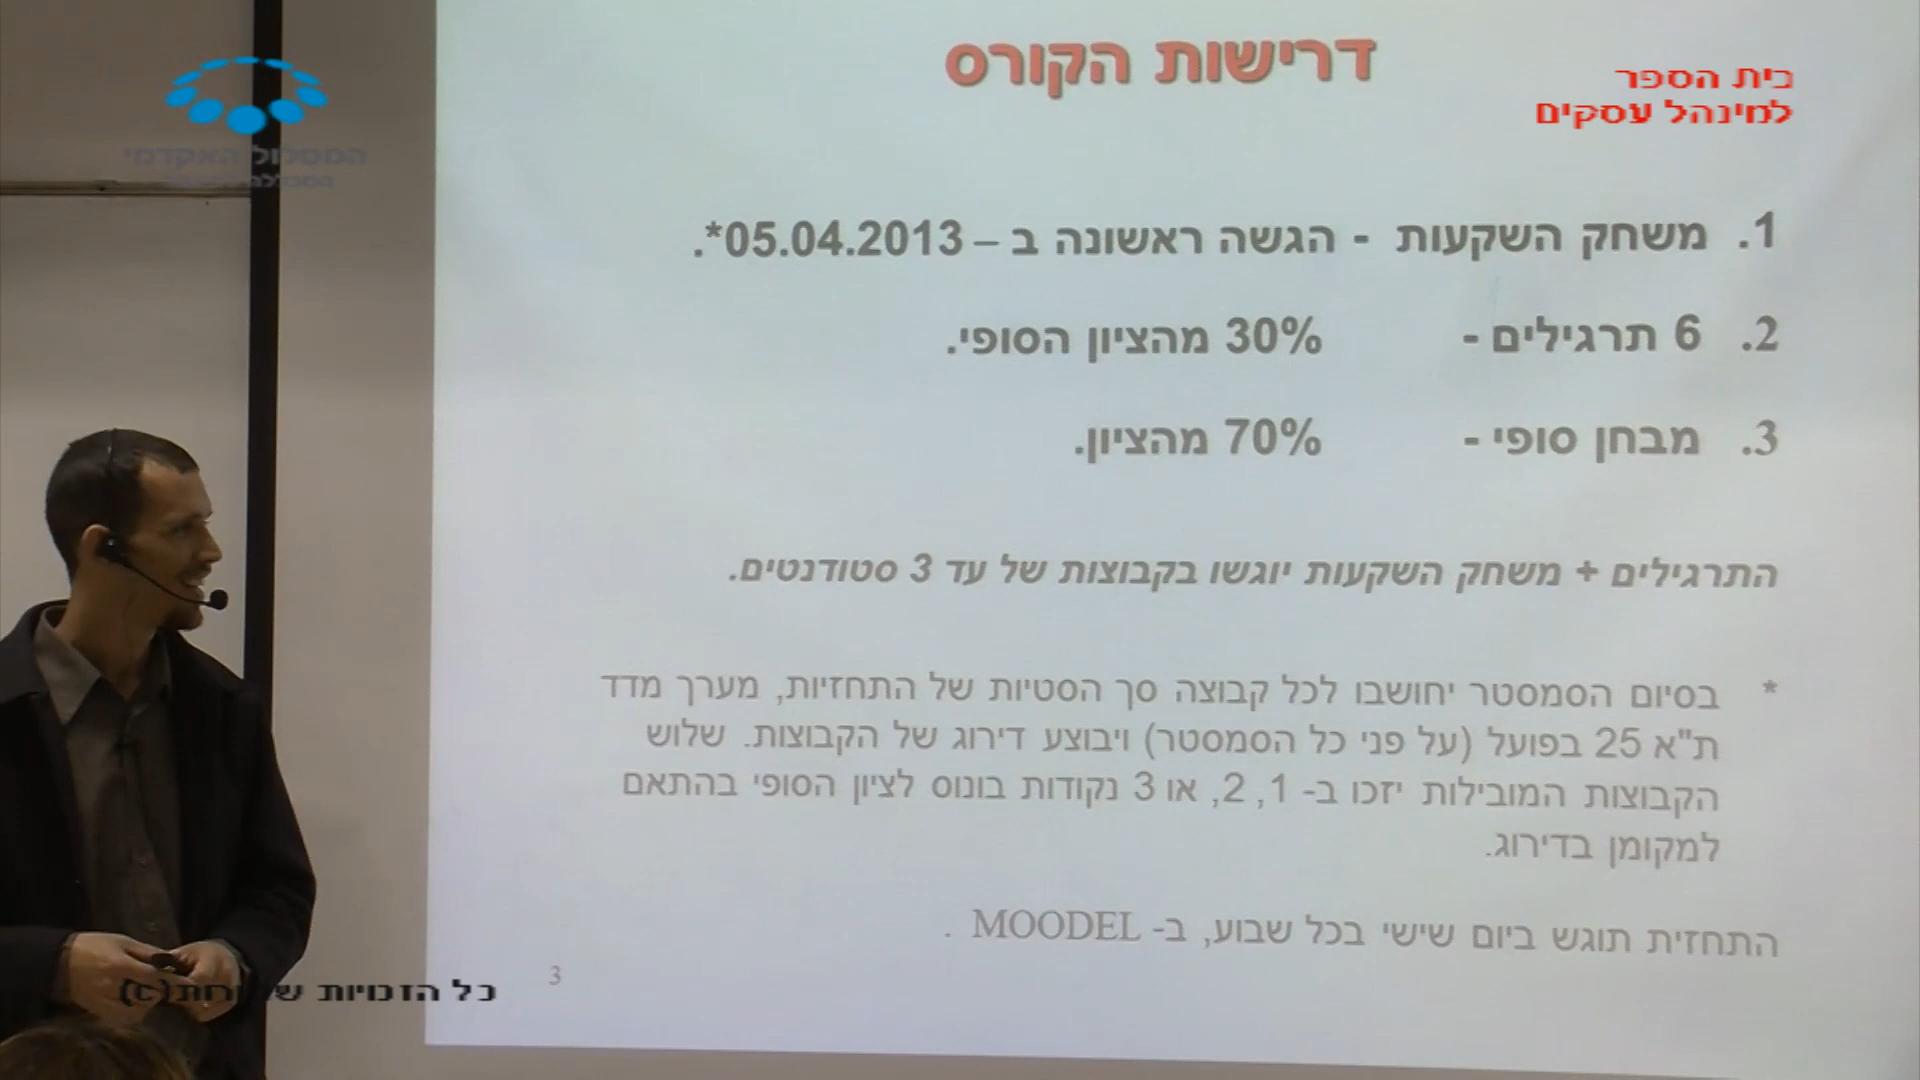 דרישות הקורס
בית הספר
למינהל עסקים
המסלול האקדמי
1. משחק השקעות - הגשה ראשונה ב – 05.04.2013*.
2. 6 תרגילים - 30% מהציון הסופי.
3. מבחן סופי - 70% מהציון.
התרגילים + משחק השקעות יוגשו בקבוצות של עד 3 סטודנטים.
* בסיום הסמסטר יחושבו לכל קבוצה סך הסטיות של התחזיות, מערך מדד
ת"א 25 בפועל (על פני כל הסמסטר) ויבוצע דירוג של הקבוצות. שלוש
הקבוצות המובילות יזכו ב- 1, 2, או 3 נקודות בונוס לציון הסופי בהתאם
למקומן בדירוג.
התחזית תוגש ביום שישי בכל שבוע, ב- MOODEL .
3
כל הזכויות (c)